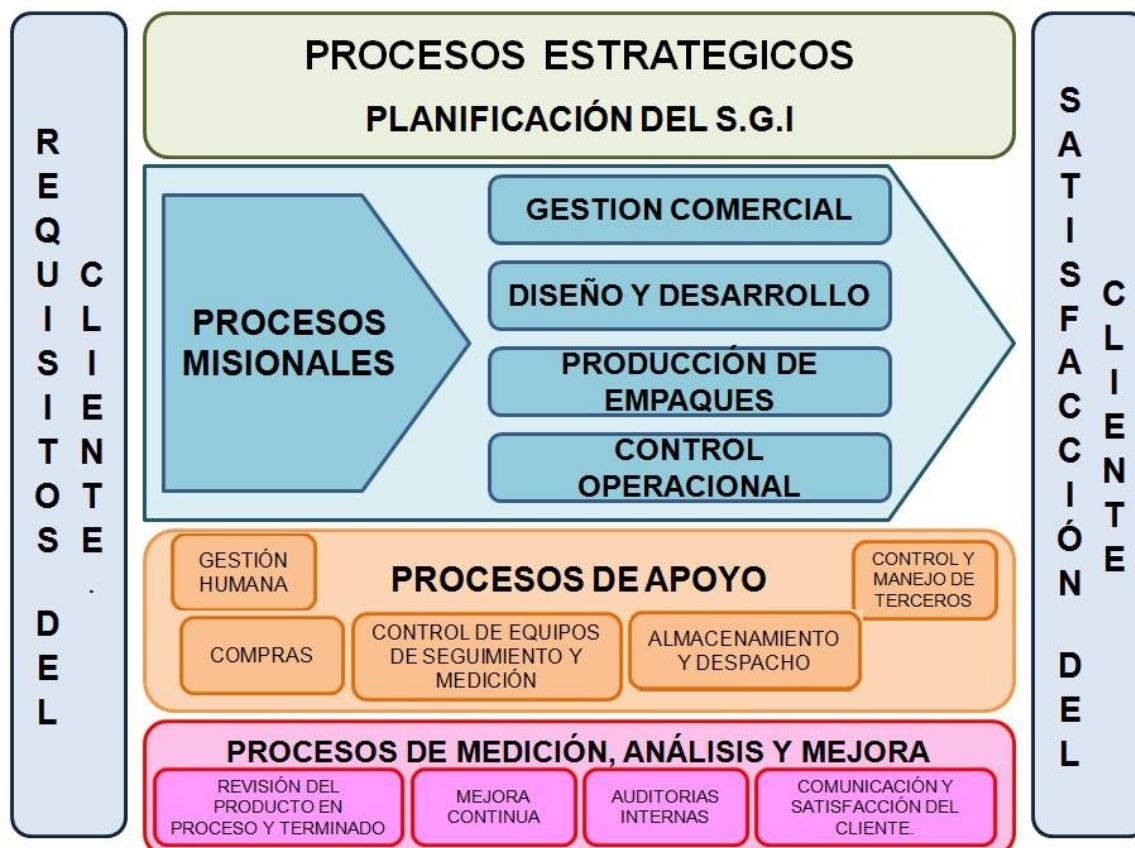 REQUISITOS DEL
CLIENTE.
PROCESOS ESTRATEGICOS
PLANIFICACIÓN DEL S.G.I
PROCESOS
MISIONALES
GESTION COMERCIAL
DISEÑO Y DESARROLLO
PRODUCCIÓN DE
EMPAQUES
CONTROL
OPERACIONAL
PROCESOS DE APOYO
GESTIÓN
HUMANA
CONTROL Y
MANEJO DE
TERCEROS
COMPRAS
CONTROL DE EQUIPOS
DE SEGUIMIENTO Y
MEDICIÓN
ALMACENAMIENTO
Y DESPACHO
PROCESOS DE MEDICIÓN, ANÁLISIS Y MEJORA
REVISIÓN DEL
PRODUCTO EN
PROCESO Y TERMINADO
MEJORA
CONTINUA
AUDITORIAS
INTERNAS
COMUNICACIÓN Y
SATISFACCIÓN DEL
CLIENTE.
SATISFACCIÓN DEL
CLIENTE